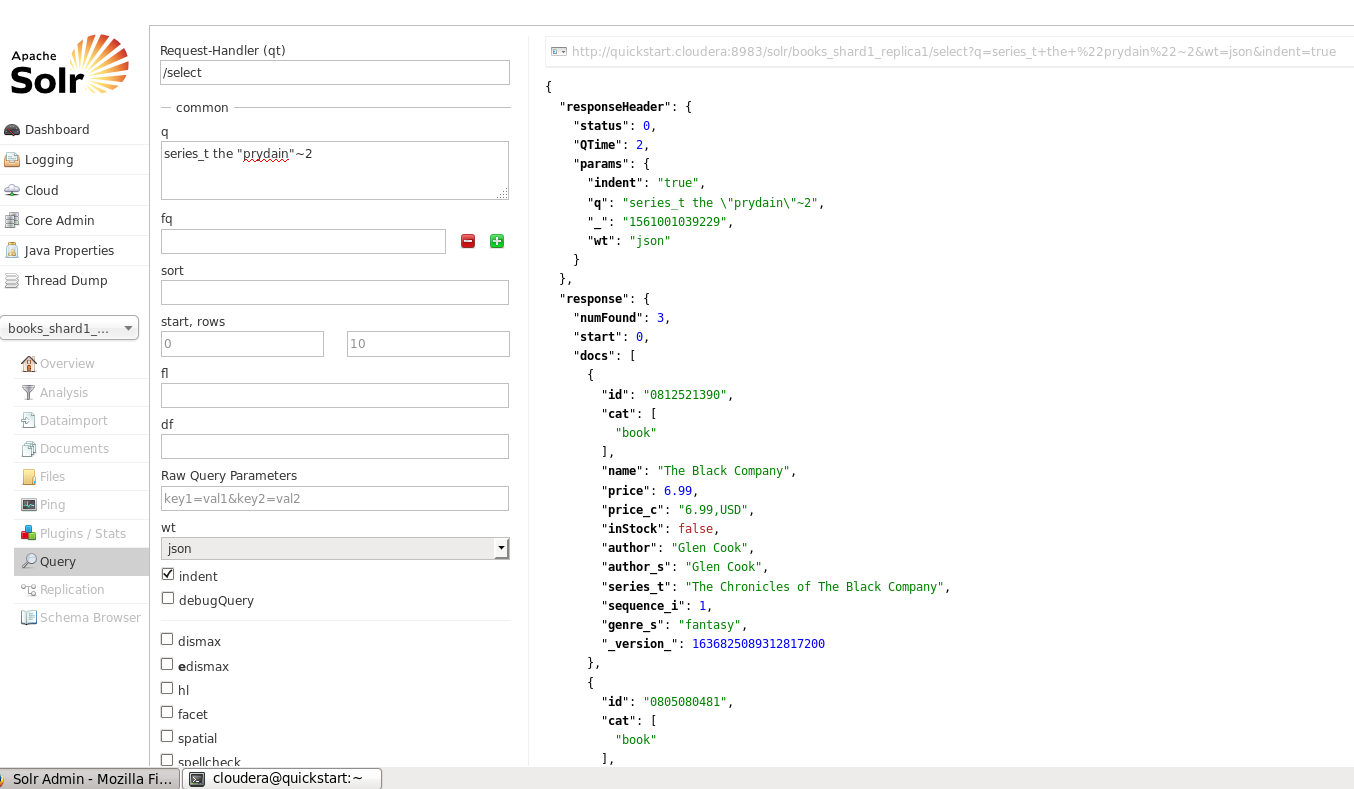 Apache
Solr
Dashboard
Logging
Cloud
Core Admin
Java Properties
Thread Dump
books_shard1_...
Overview
Analysis
Dataimport
Documents
Files
Ping
Plugins / Stats
Query
Replication
Schema Browser
Request-Handler (qt)
/select
common
q
series_t the "prydain"~2
fq
sort
start, rows
0 10
fl
df
Raw Query Parameters
key1=val1&key2=val2
wt
json
indent
debugQuery
dismax
edismax
hl
facet
spatial
spellcheck
http://quickstart.cloudera:8983/solr/books_shard1_replica1/select?q=series_t+the+%22prydain%22~2&wt=json&indent=true
{
"responseHeader": {
"status": 0,
"QTime": 2,
"params": {
"indent": "true",
"q": "series_t the \"prydain\"~2",
"_": "1561001039229",
"wt": "json"
}
},
"response": {
"numFound": 3,
"start": 0,
"docs": [
{
"id": "0812521390",
"cat": [
"book"
],
"name": "The Black Company",
"price": 6.99,
"price_c": "6.99,USD",
"inStock": false,
"author": "Glen Cook",
"author_s": "Glen Cook",
"series_t": "The Chronicles of The Black Company",
"sequence_i": 1,
"genre_s": "fantasy",
"_version_": 1636825089312817200
},
{
"id": "0805080481",
"cat": [
"book"
],
Solr Admin - Mozilla Fi...
cloudera@quickstart:~